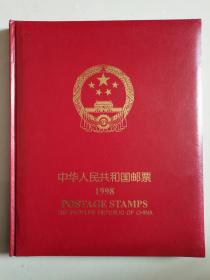 中华人民共和国邮票
1998
POSTAGE STAMPS
THE PEOPLE'S REPUBLIC OF CHINA